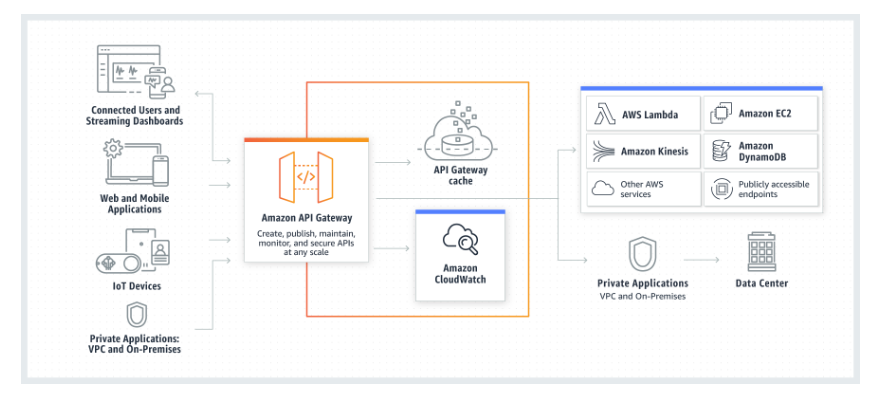 Connected Users and
Streaming Dashboards
Web and Mobile
Applications
IoT Devices
Private Applications:
VPC and On-Premises
</>
Amazon API Gateway
Create, publish, maintain,
monitor, and secure APIs
at any scale
API Gateway
cache
Amazon
CloudWatch
AWS Lambda
Amazon EC2
Amazon Kinesis
Amazon
DynamoDB
Other AWS
services
Publicly accessible
endpoints
Private Applications
VPC and On-Premises
Data Center